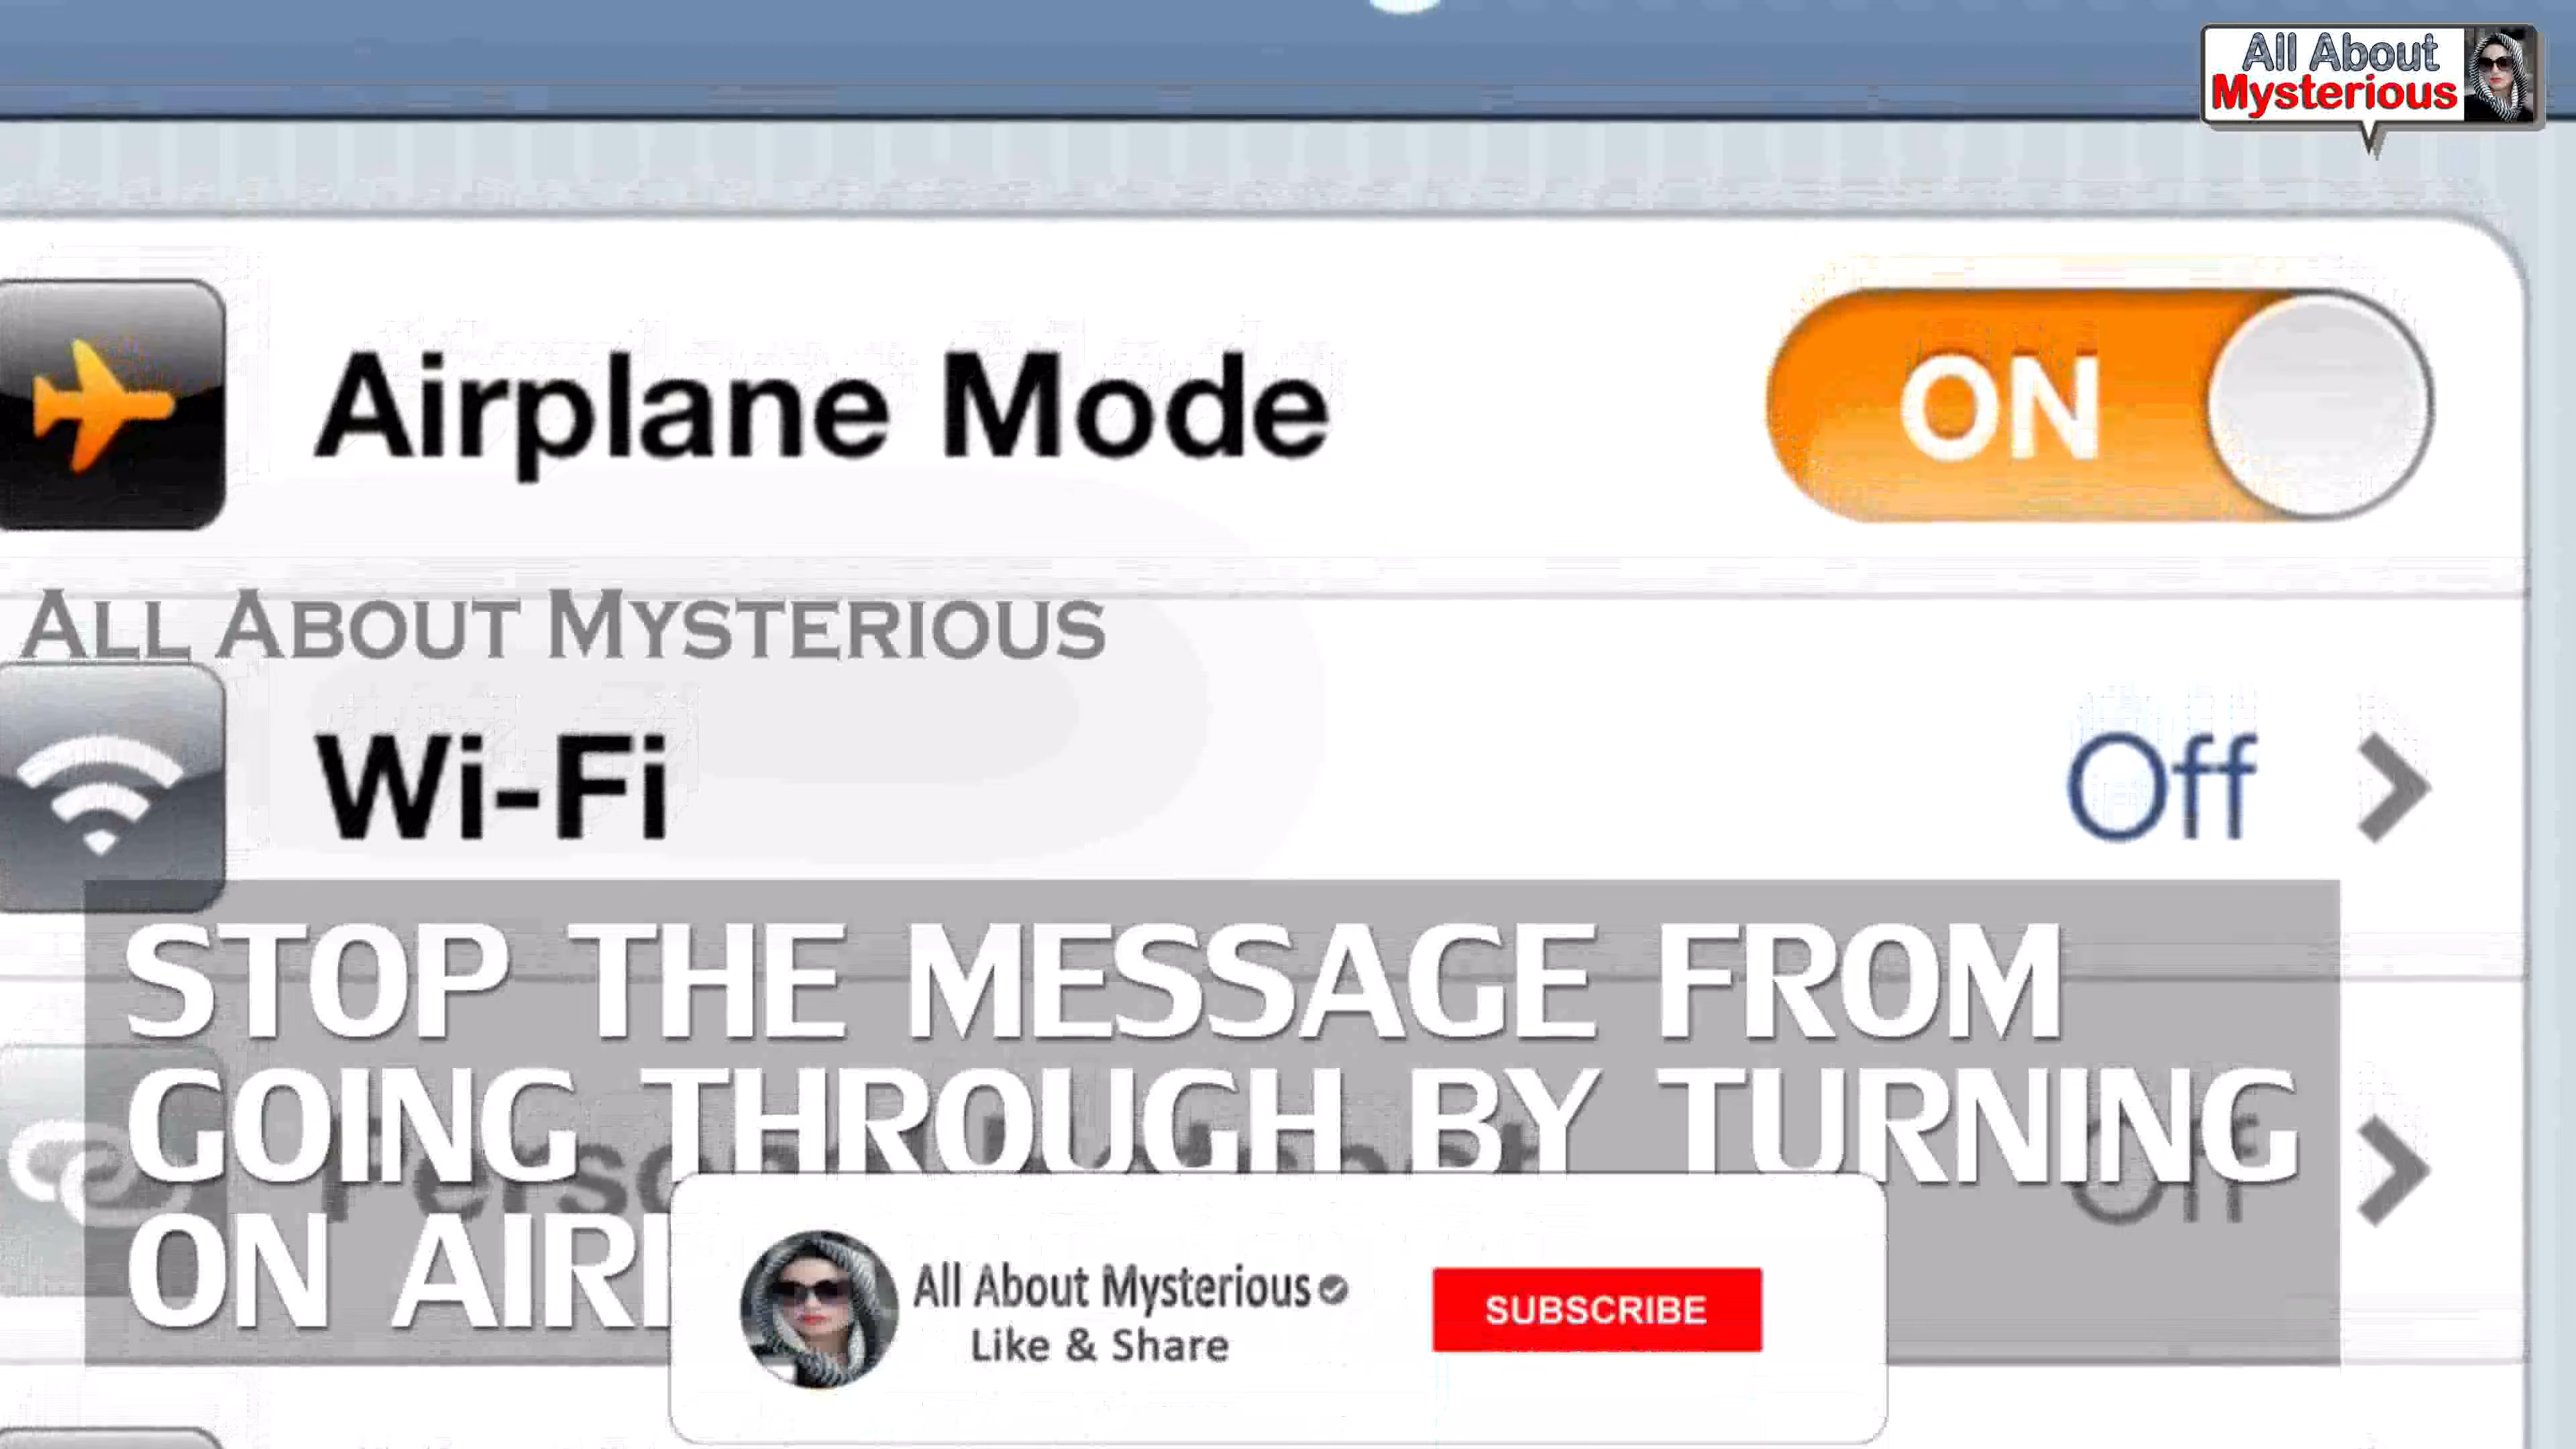 All About
Mysterious
Airplane Mode
ON
ALL ABOUT MYSTERIOUS
Wi-Fi
Off
STOP THE MESSAGE FROM
GOING THROUGH BY TURNING
Off
ON
All About Mysterious
Like & Share
SUBSCRIBE